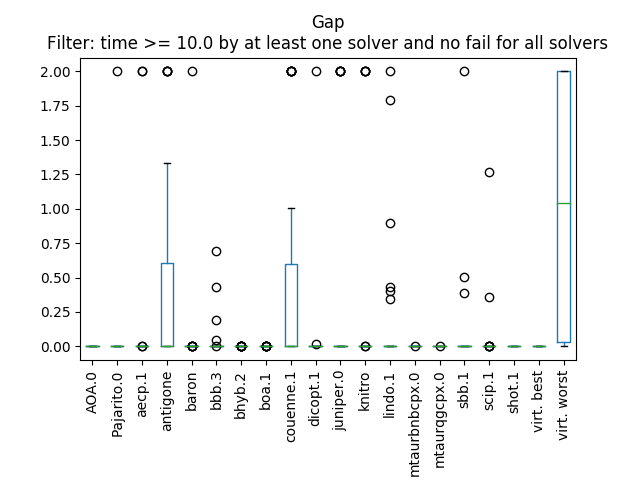 Gap
Filter: time >= 10.0 by at least one solver and no fail for all solvers
2.00
1.75
1.50
1.25
1.00
0.75
0.50
0.25
0.00
AOA.0
Pajarito.0
aecp.1
antigone
baron
bbb.3
bhyb.2
boa.1
couenne.1
dicopt.1
juniper.0
knitro
lindo.1
mtaurbnbcpx.0
mtaurqgcpx.0
sbb.1
scip.1
shot.1
virt. best
virt. worst